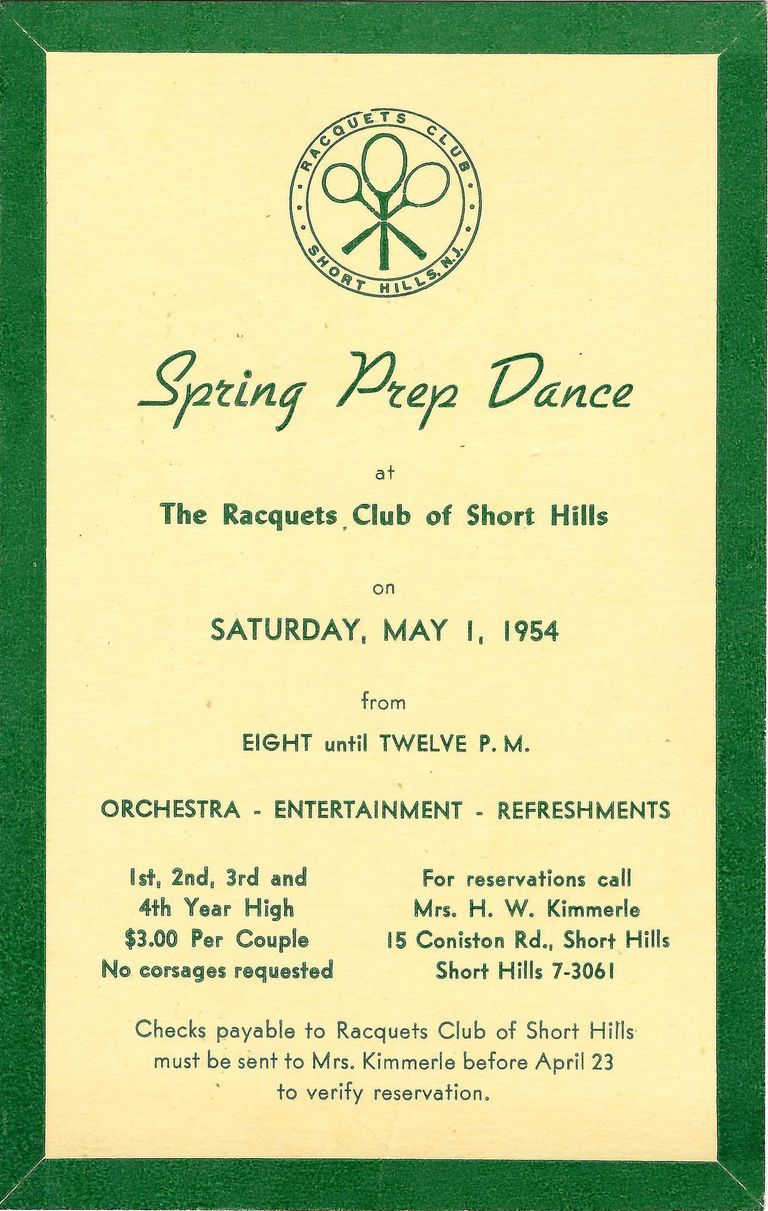 RACQUETS CLUB
SHORT HILLS, N.J.
Spring Prep Dance
at
The Racquets Club of Short Hills
on
SATURDAY, MAY 1, 1954
from
EIGHT until TWELVE P. M.
ORCHESTRA - ENTERTAINMENT - REFRESHMENTS
1st, 2nd, 3rd and
4th Year High
$3.00 Per Couple
No corsages requested
For reservations call
Mrs. H. W. Kimmerle
15 Coniston Rd., Short Hills
Short Hills 7-3061
Checks payable to Racquets Club of Short Hills
must be sent to Mrs. Kimmerle before April 23
to verify reservation.